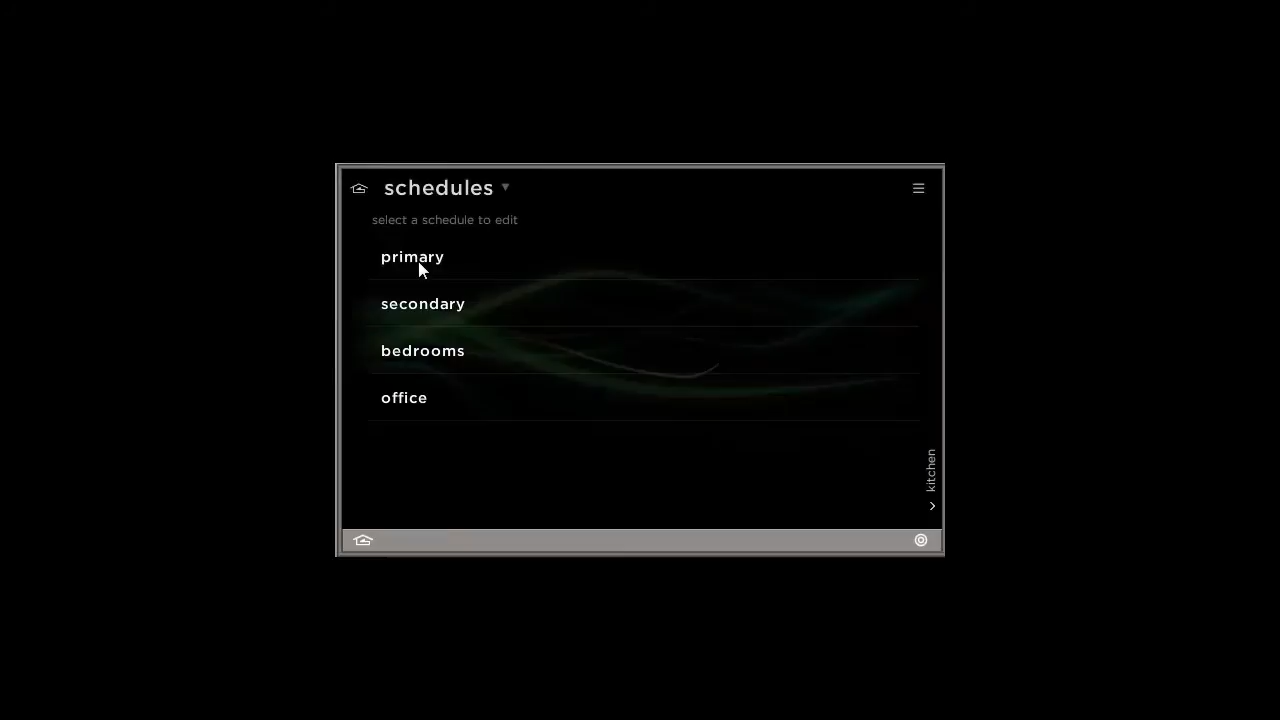 schedules
select a schedule to edit
primary
secondary
bedrooms
office
kitchen